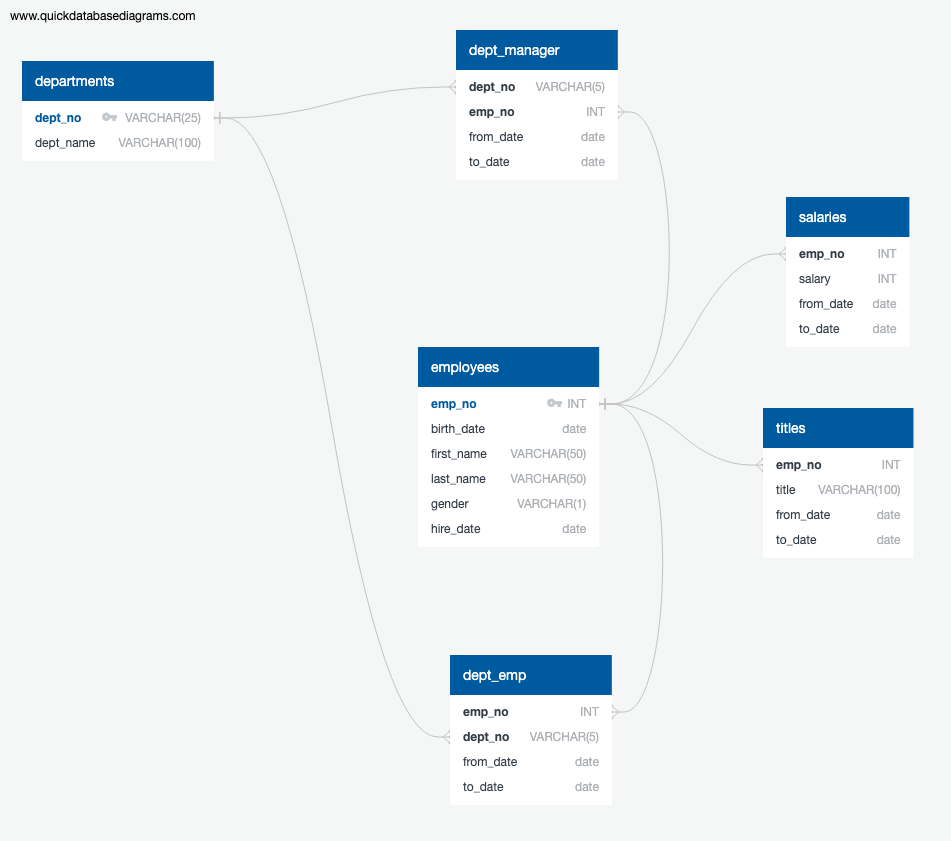 www.quickdatabasediagrams.com
departments
dept_no VARCHAR(25)
dept_name VARCHAR(100)
dept_manager
dept_no VARCHAR(5)
emp_no INT
from_date date
to_date date
salaries
emp_no INT
salary INT
from_date date
to_date date
employees
emp_no INT
birth_date date
first_name VARCHAR(50)
last_name VARCHAR(50)
gender VARCHAR(1)
hire_date date
titles
emp_no INT
title VARCHAR(100)
from_date date
to_date date
dept_emp
emp_no INT
dept_no VARCHAR(5)
from_date date
to_date date